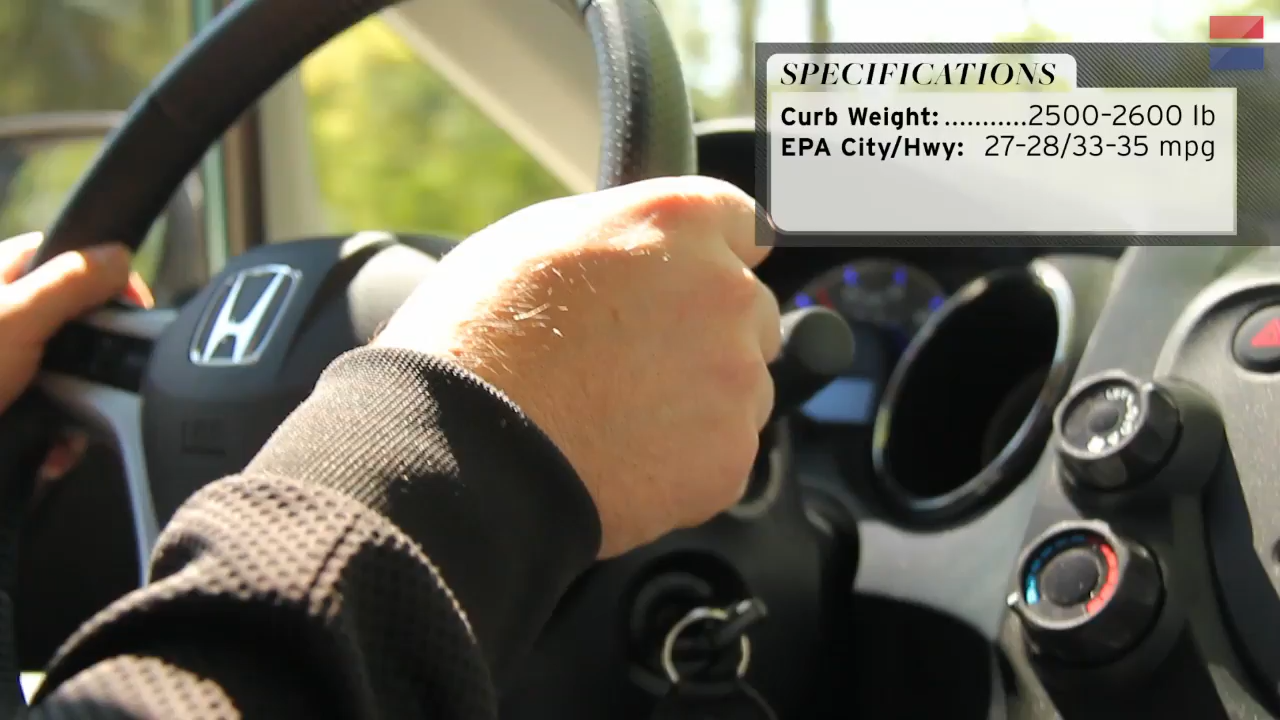 SPECIFICATIONS
Curb Weight:...........2500-2600 lb
EPA City/Hwy: 27-28/33-35 mpg